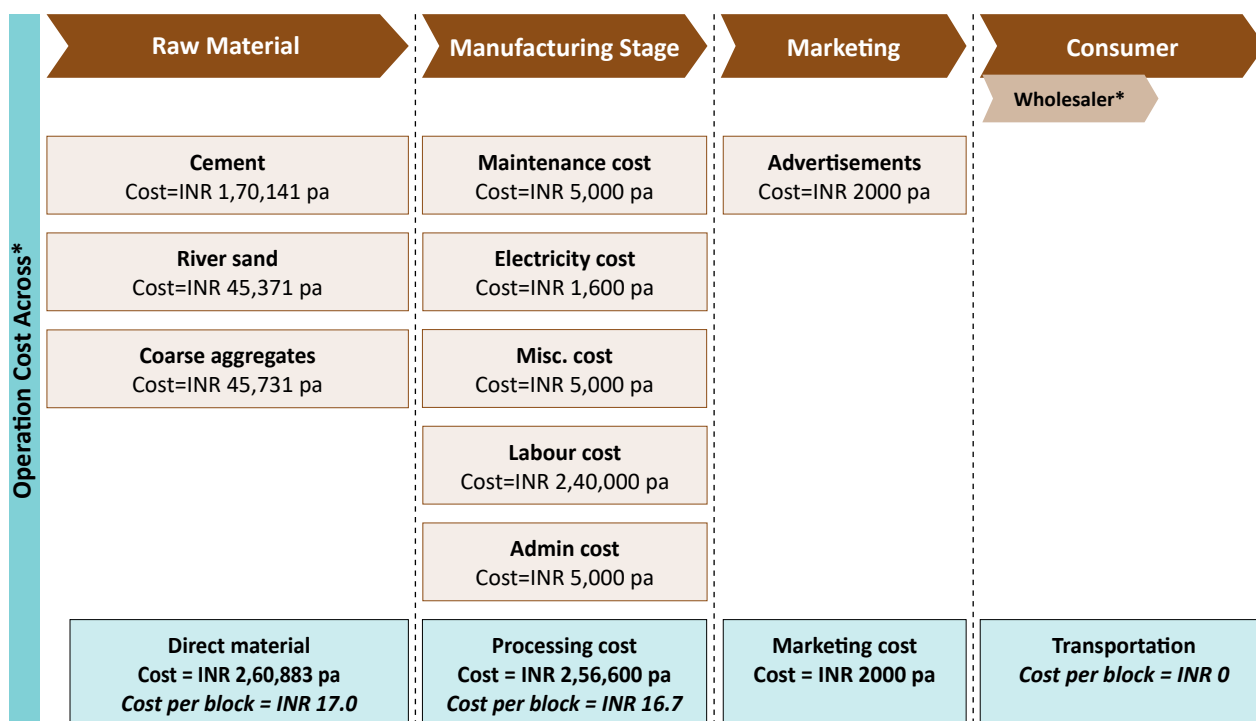 Raw Material
Manufacturing Stage
Marketing
Consumer
Wholesaler*
Operation Cost Across*
Cement
Cost=INR 1,70,141 pa
River sand
Cost=INR 45,371 pa
Coarse aggregates
Cost=INR 45,731 pa
Direct material
Cost = INR 2,60,883 pa
Cost per block = INR 17.0
Maintenance cost
Cost=INR 5,000 pa
Electricity cost
Cost=INR 1,600 pa
Misc. cost
Cost=INR 5,000 pa
Labour cost
Cost=INR 2,40,000 pa
Admin cost
Cost=INR 5,000 pa
Processing cost
Cost = INR 2,56,600 pa
Cost per block = INR 16.7
Advertisements
Cost=INR 2000 pa
Marketing cost
Cost = INR 2000 pa
Transportation
Cost per block = INR 0